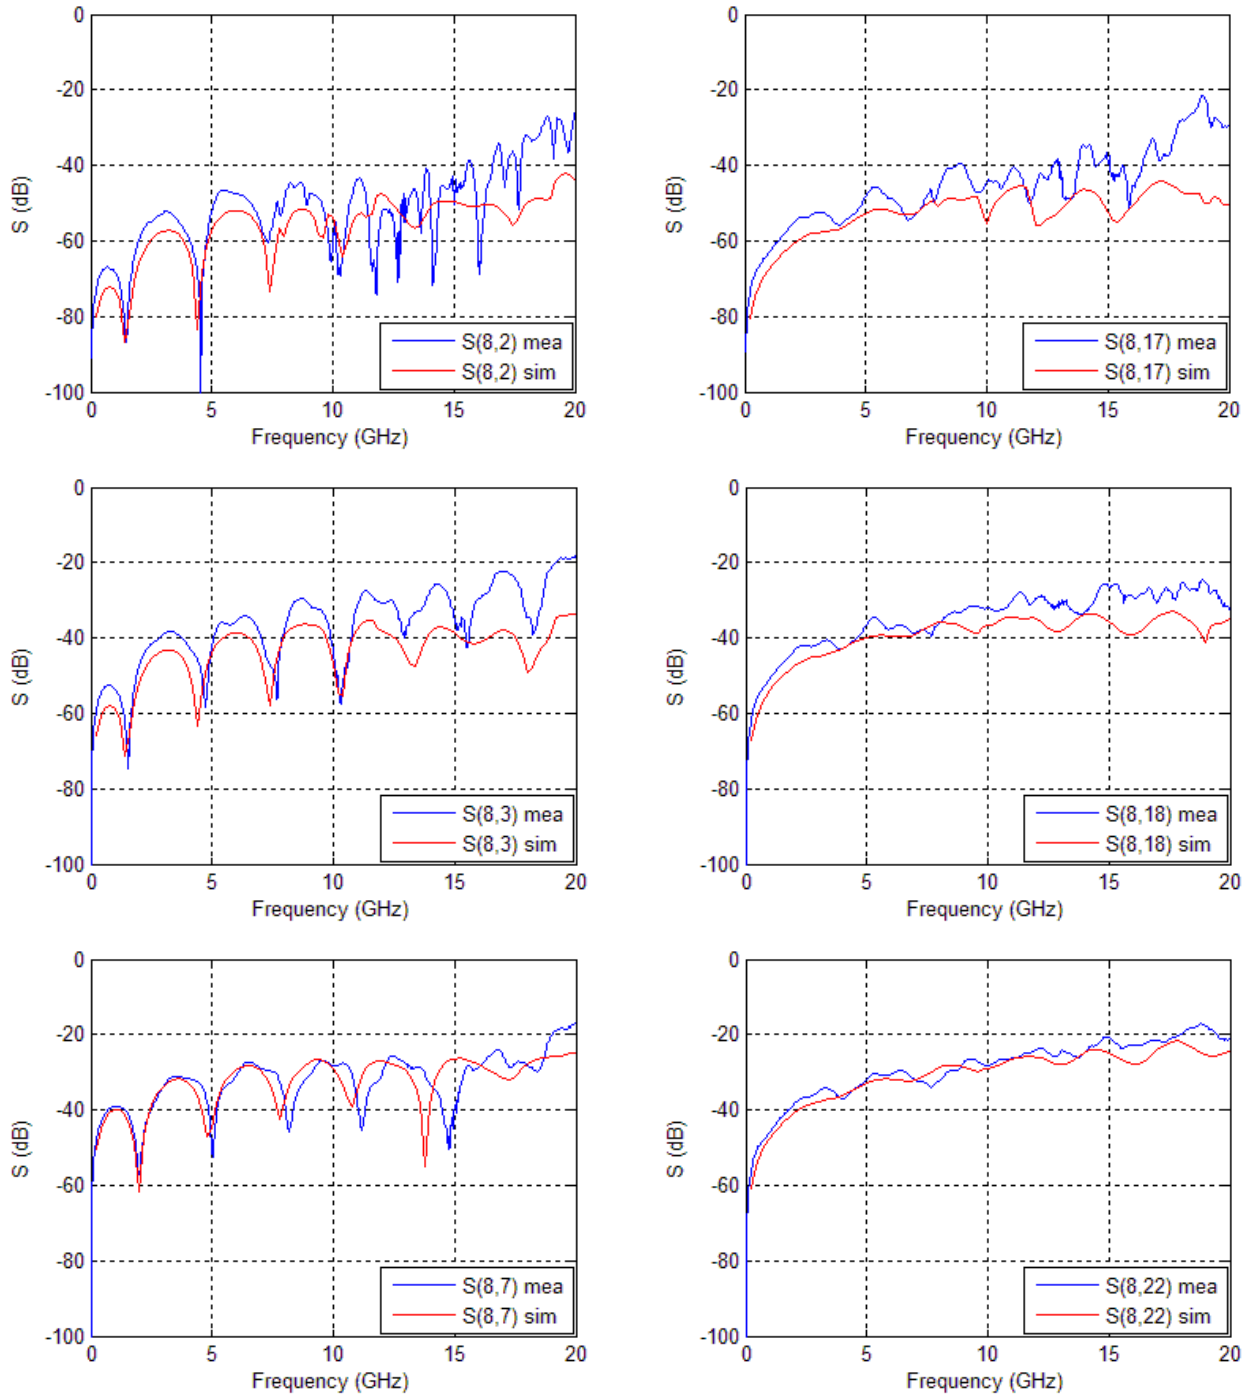 0
-20
-40
-60
-80
-100
S (dB)
S(8,2) mea
S(8,2) sim
0 5 10 15 20
Frequency (GHz)
0
-20
-40
-60
-80
-100
S (dB)
S(8,17) mea
S(8,17) sim
0 5 10 15 20
Frequency (GHz)
0
-20
-40
-60
-80
-100
S (dB)
S(8,3) mea
S(8,3) sim
0 5 10 15 20
Frequency (GHz)
0
-20
-40
-60
-80
-100
S (dB)
S(8,18) mea
S(8,18) sim
0 5 10 15 20
Frequency (GHz)
0
-20
-40
-60
-80
-100
S (dB)
S(8,7) mea
S(8,7) sim
0 5 10 15 20
Frequency (GHz)
0
-20
-40
-60
-80
-100
S (dB)
S(8,22) mea
S(8,22) sim
0 5 10 15 20
Frequency (GHz)